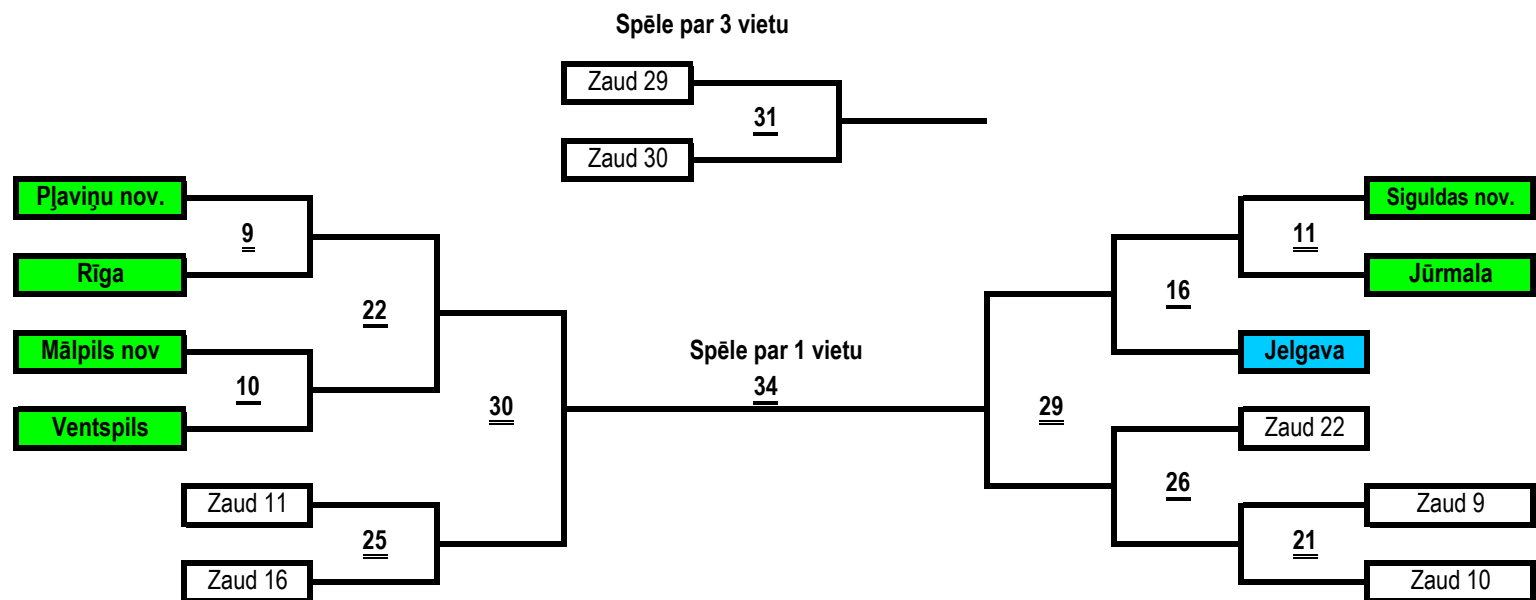 Spēle par 3 vietu
Zaud 29
31
Zaud 30
Pļaviņu nov.
9
Rīga
22
Mālpils nov
10
Ventspils
30
Zaud 11
25
Zaud 16
Spēle par 1 vietu
34
Siguldas nov.
11
Jūrmala
16
Jelgava
29
Zaud 22
26
Zaud 9
21
Zaud 10